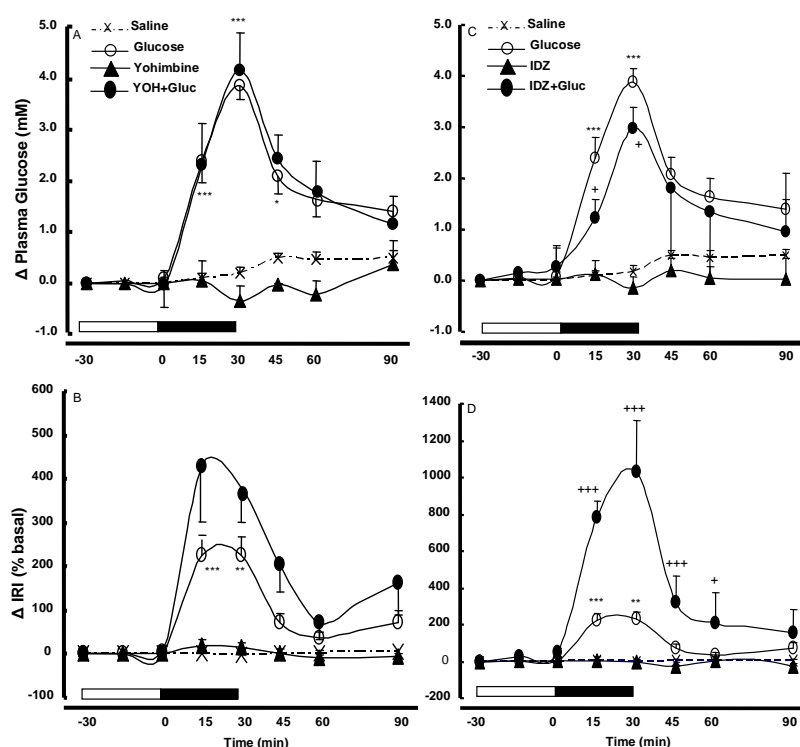 A
Saline
Glucose
Yohimbine
YOH+Gluc
***
***
*
Δ Plasma Glucose (mM)
5.0
4.0
3.0
2.0
1.0
0.0
-1.0
-30 0 15 30 45 60 90
C
Saline
Glucose
IDZ
IDZ+Gluc
***
***
+
+
5.0
4.0
3.0
2.0
1.0
0.0
-1.0
-30 0 15 30 45 60 90
B
*** **
Δ IRI (% basal)
600
500
400
300
200
100
0
-100
-30 0 15 30 45 60 90
Time (min)
D
+++
+++
+++
+
*** **
1400
1000
800
600
400
200
0
-200
-30 0 15 30 45 60 90
Time (min)